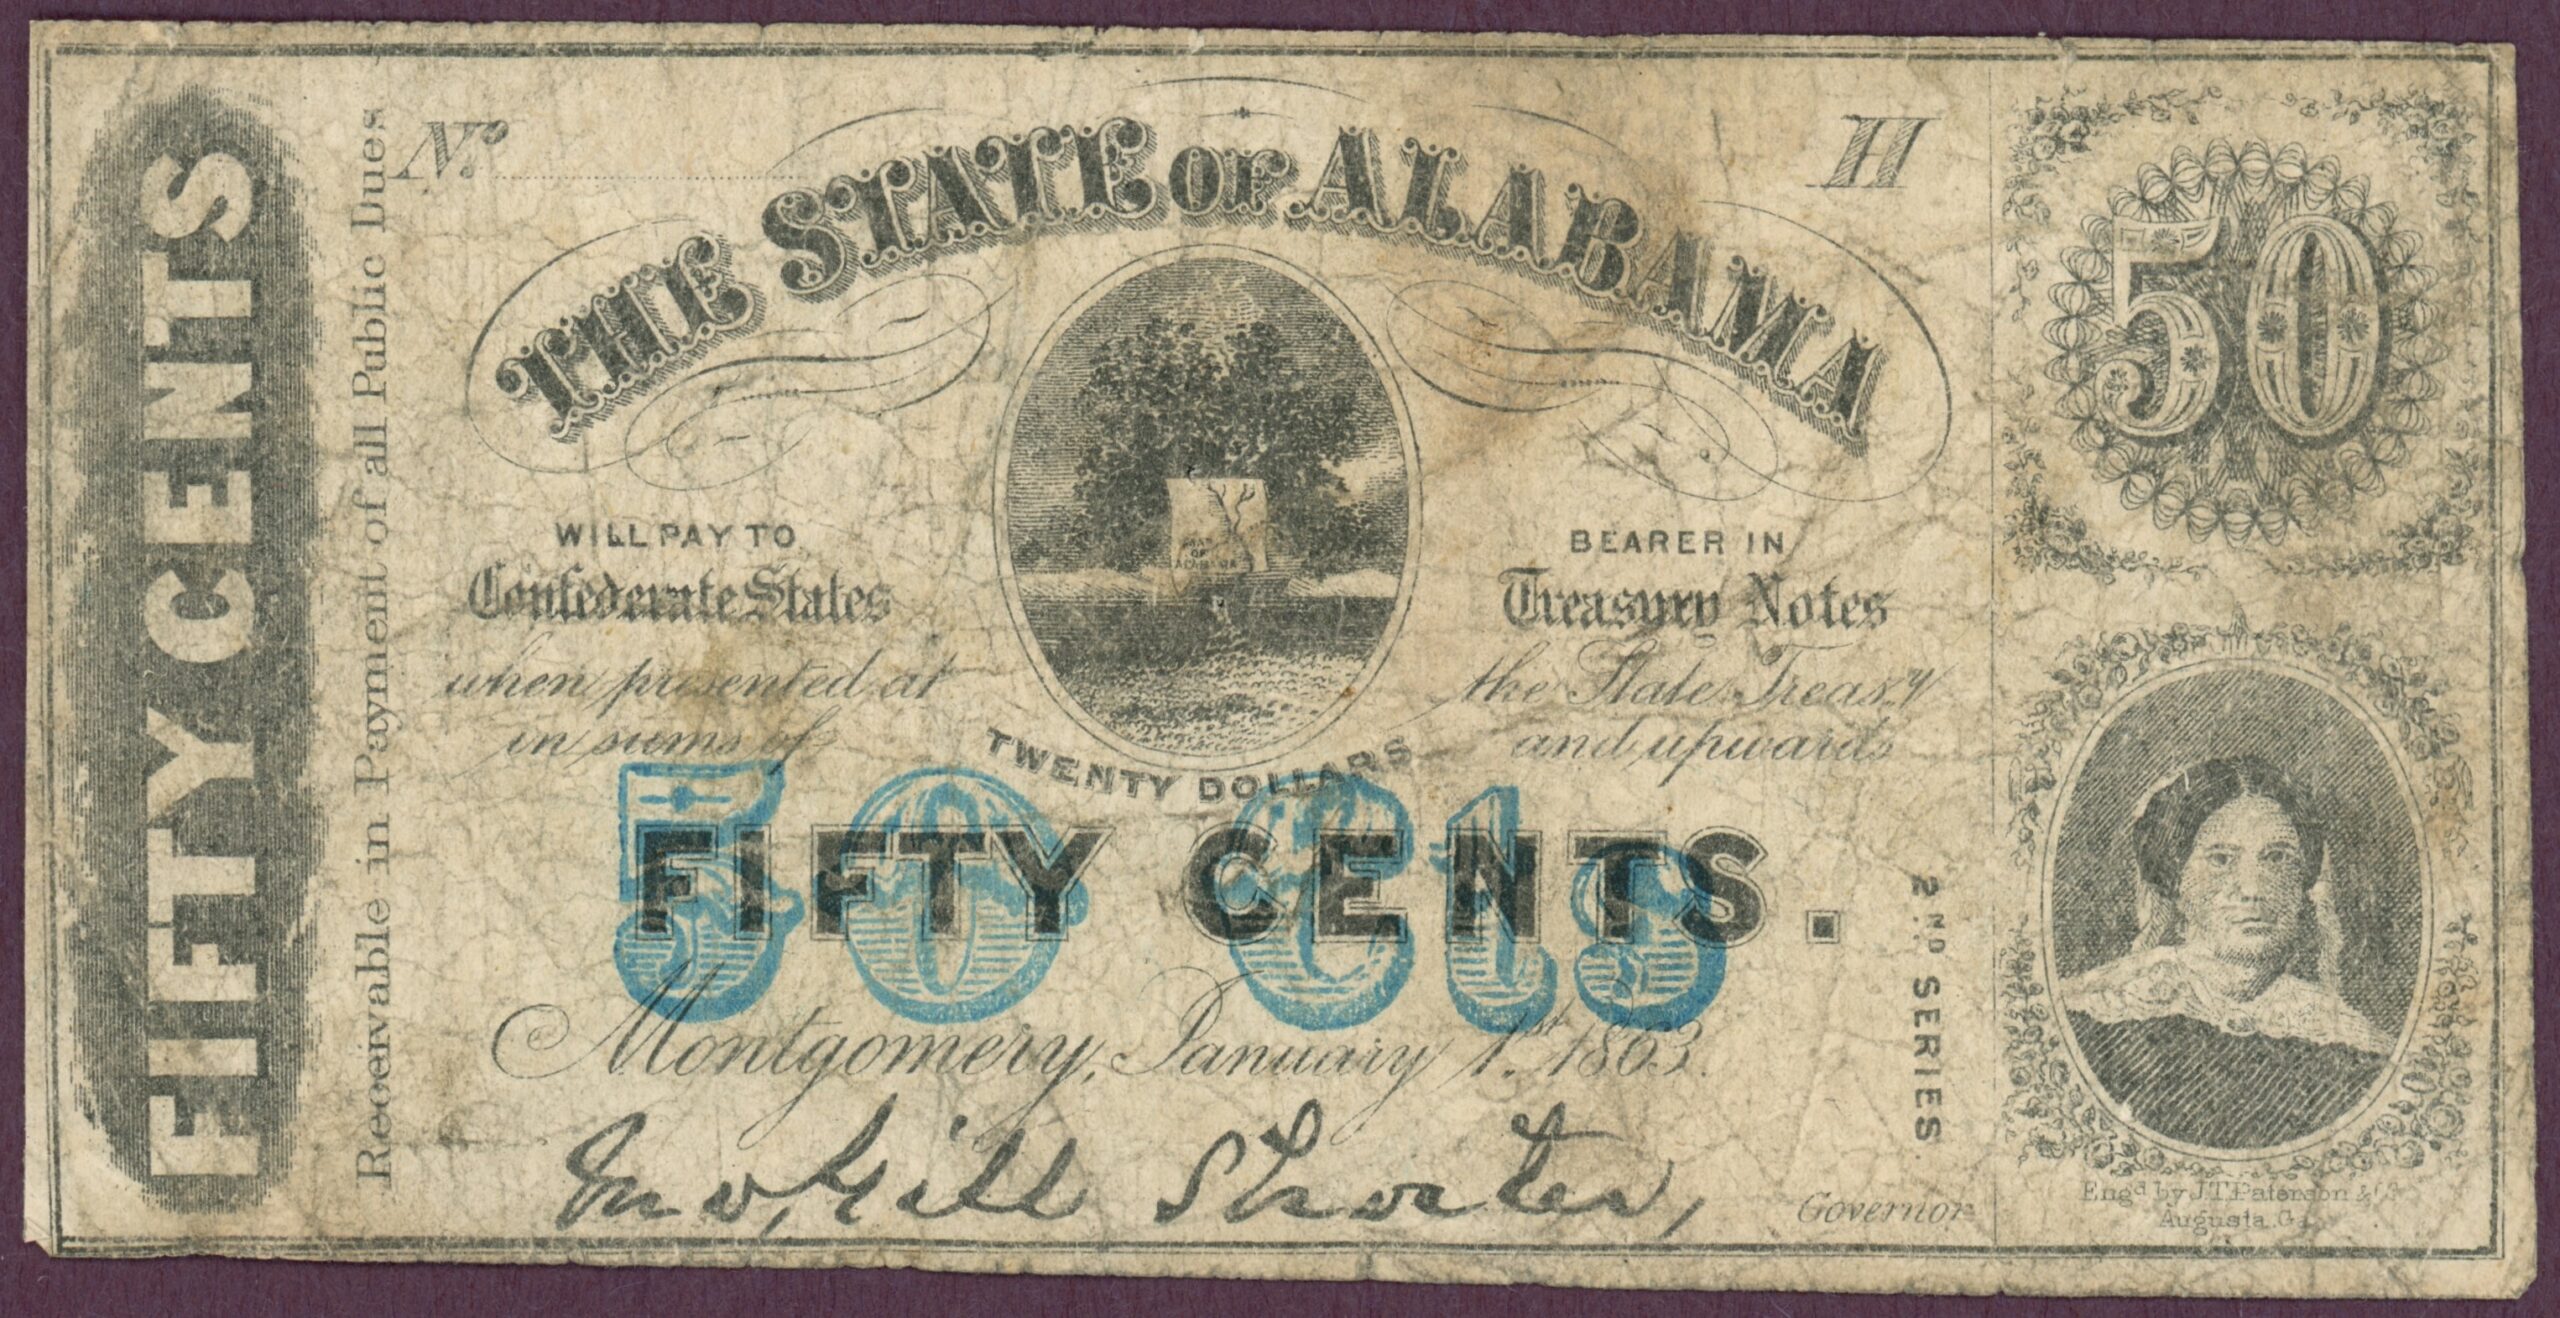 FIFTY CENTS
Receivable in Payment of all Public Dues
No.
H
THE STATE OF ALABAMA
50
MAP
OF
ALABAMA
WILL PAY TO BEARER IN
Confederate States Treasury Notes
when presented at the State Treas.y
in sums of TWENTY DOLLARS and upwards
50 Cts
FIFTY CENTS.
2ND SERIES.
Montgomery, January 1st. 1863.
Jno, Gill Shorter,
Governor
Engd by J.T. Paterson & Co
Augusta, Ga.